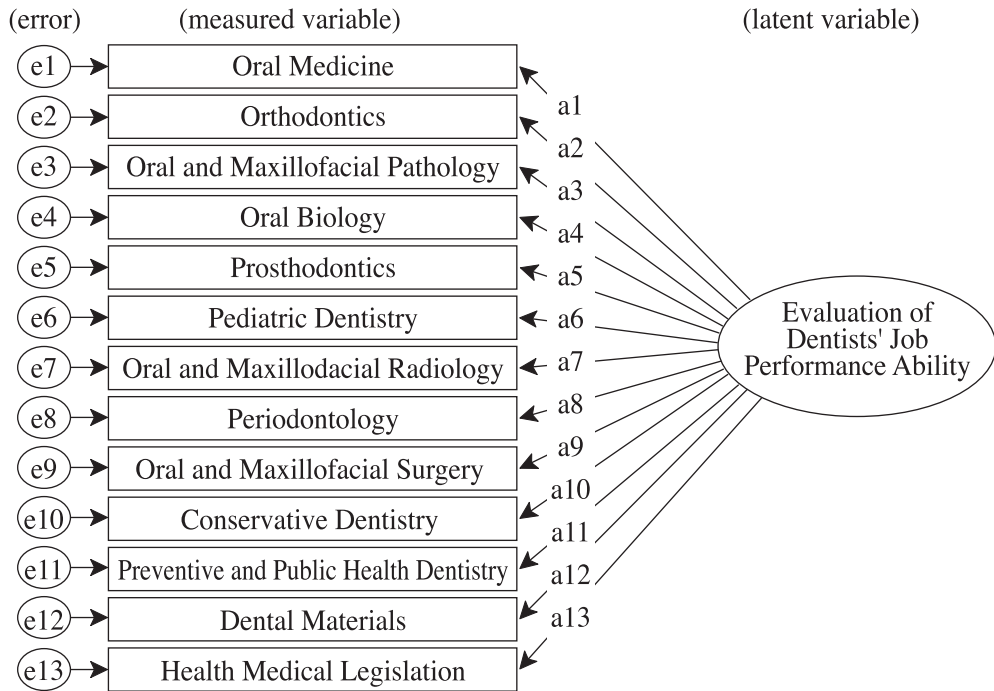 (error) (measured variable) (latent variable)
e1 Oral Medicine
a1
e2 Orthodontics
a2
e3 Oral and Maxillofacial Pathology
a3
e4 Oral Biology
a4
e5 Prosthodontics
a5
e6 Pediatric Dentistry
a6
e7 Oral and Maxillodacial Radiology
a7
e8 Periodontology
a8
e9 Oral and Maxillofacial Surgery
a9
e10 Conservative Dentistry
a10
e11 Preventive and Public Health Dentistry
a11
e12 Dental Materials
a12
e13 Health Medical Legislation
a13
Evaluation of
Dentists' Job
Performance Ability